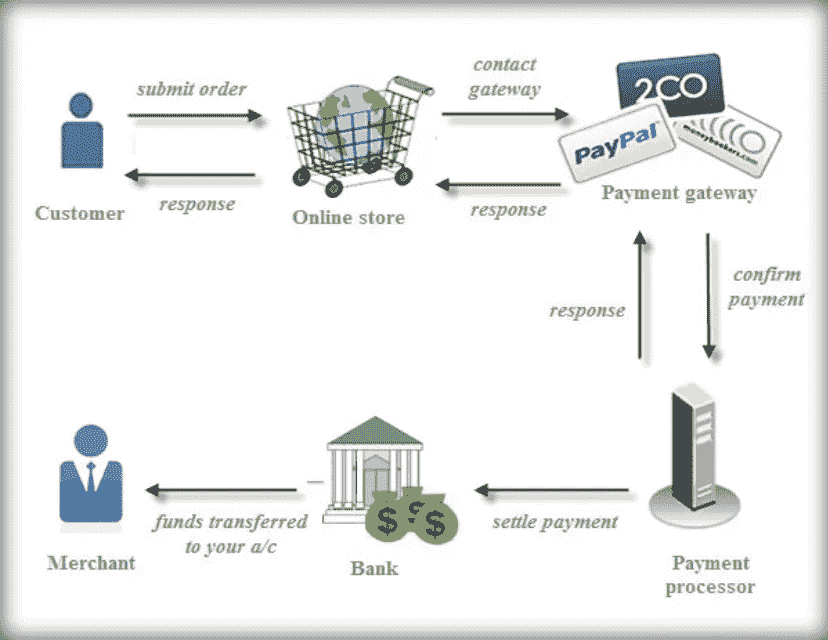 submit order
contact
gateway
2CO
PayPal
moneybookers.com
Customer
response
Online store
response
Payment gateway
confirm
payment
response
Merchant
funds transferred
to your a/c
Bank
settle payment
Payment
processor
$
$
$